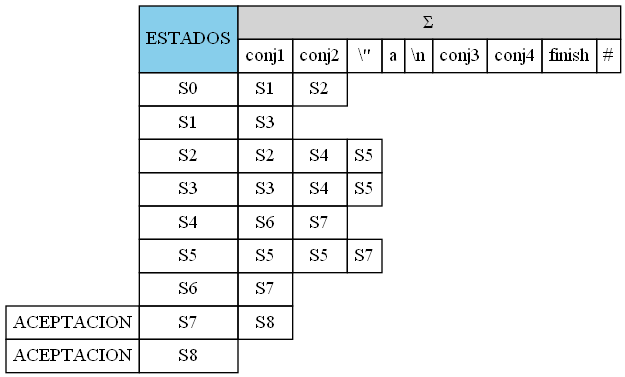 ESTADOS Σ
conj1 conj2 \" a \n conj3 conj4 finish #
S0 S1 S2
S1 S3
S2 S2 S4 S5
S3 S3 S4 S5
S4 S6 S7
S5 S5 S5 S7
S6 S7
ACEPTACION S7 S8
ACEPTACION S8